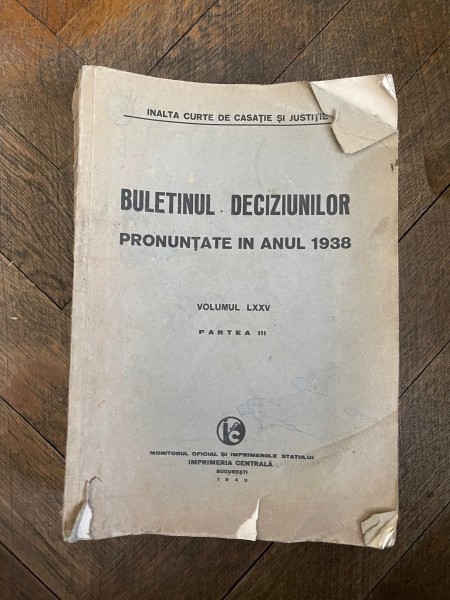 INALTA CURTE DE CASAȚIE ȘI JUSTIȚIE
BULETINUL DECIZIUNILOR
PRONUNȚATE IN ANUL 1938
VOLUMUL LXXV
PARTEA III
MONITORUL OFICIAL ȘI IMPRIMERIILE STATULUI
IMPRIMERIA CENTRALĂ
BUCUREȘTI
1940